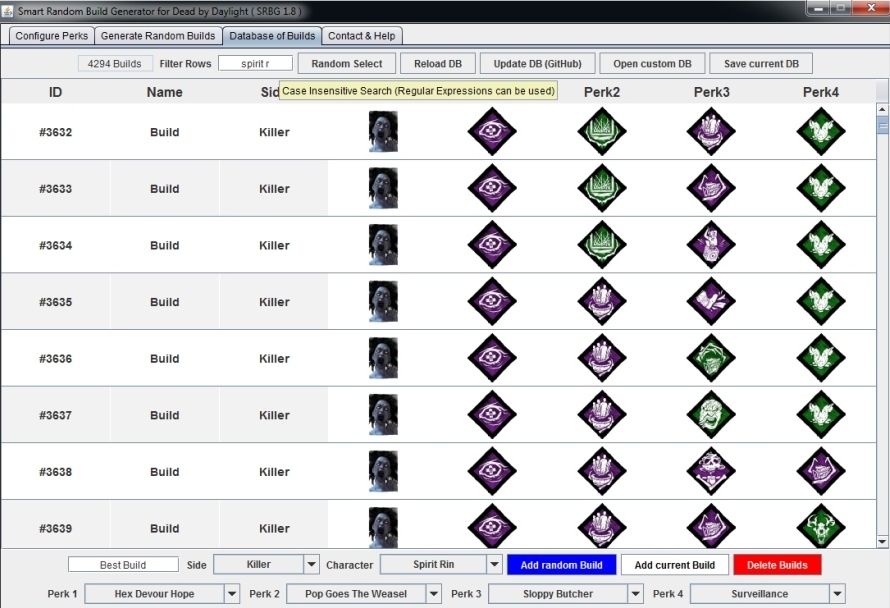 Smart Random Build Generator for Dead by Daylight ( SRBG 1.8 )
Configure Perks Generate Random Builds Database of Builds Contact & Help
4294 Builds Filter Rows spirit r Random Select Reload DB Update DB (GitHub) Open custom DB Save current DB
Case Insensitive Search (Regular Expressions can be used)
ID Name Sid Perk2 Perk3 Perk4
#3632 Build Killer
#3633 Build Killer
#3634 Build Killer
#3635 Build Killer
#3636 Build Killer
#3637 Build Killer
#3638 Build Killer
#3639 Build Killer
Best Build Side Killer Character Spirit Rin Add random Build Add current Build Delete Builds
Perk 1 Hex Devour Hope Perk 2 Pop Goes The Weasel Perk 3 Sloppy Butcher Perk 4 Surveillance